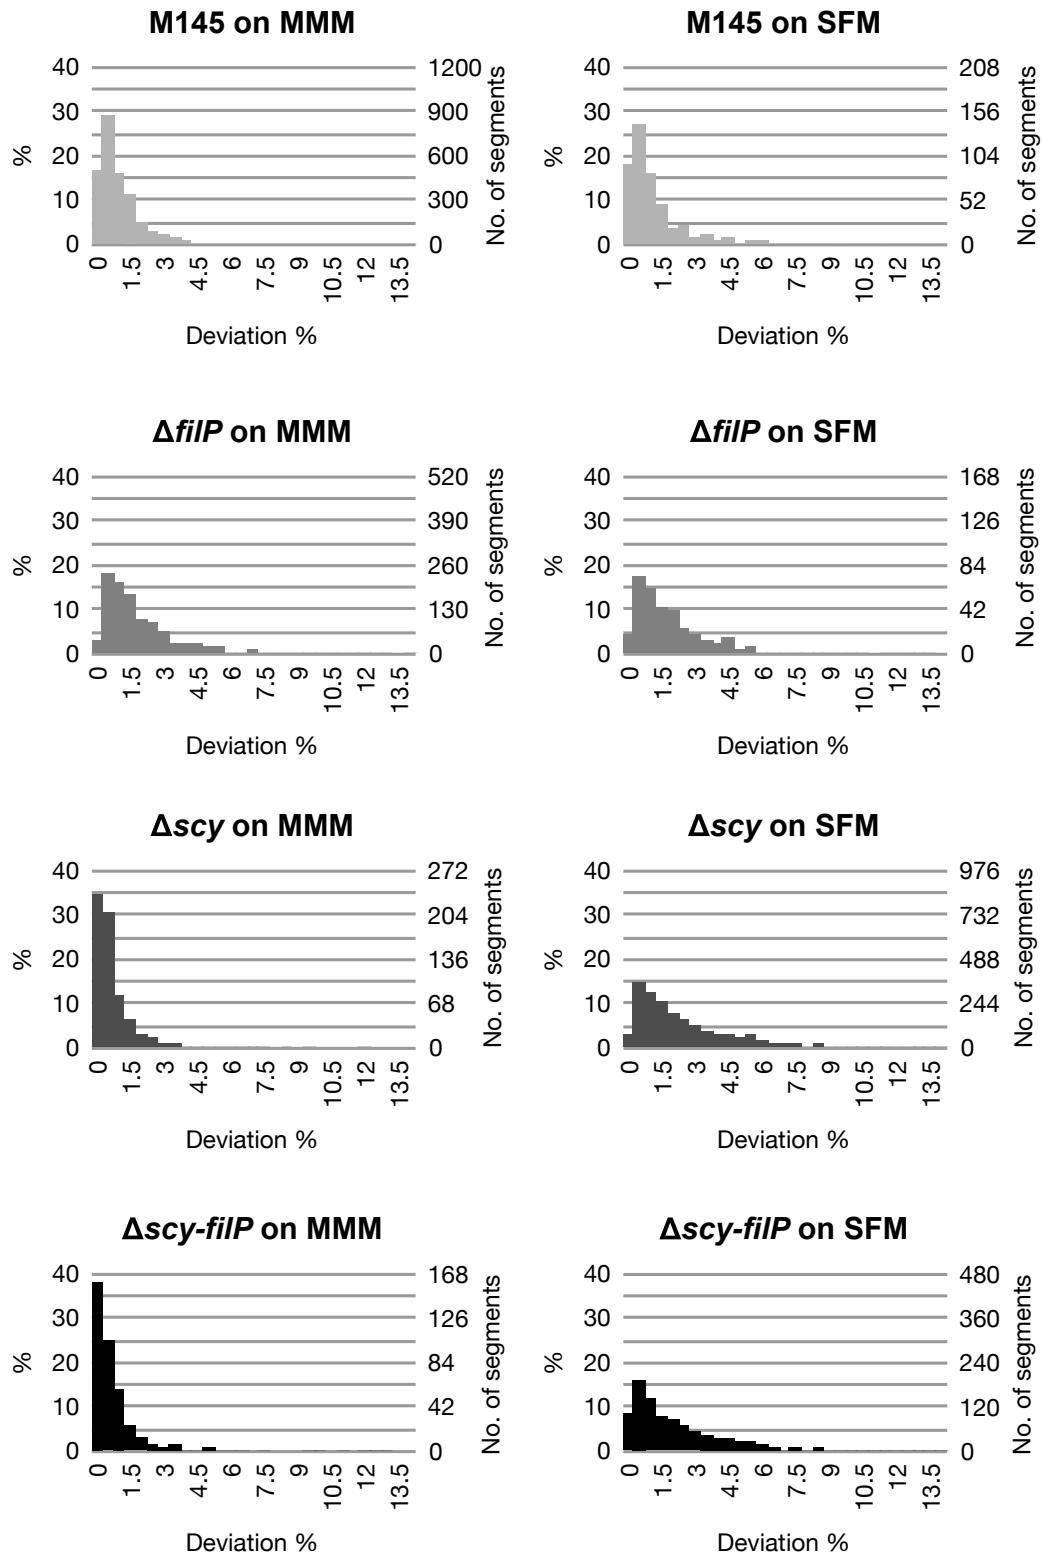 M145 on MMM
40 1200
30 900
20 600
10 300
0 0
%
No. of segments
0 1.5 3 4.5 6 7.5 9 10.5 12 13.5
Deviation %
M145 on SFM
40 208
30 156
20 104
10 52
0 0
%
No. of segments
0 1.5 3 4.5 6 7.5 9 10.5 12 13.5
Deviation %
ΔfilP on MMM
40 520
30 390
20 260
10 130
0 0
%
No. of segments
0 1.5 3 4.5 6 7.5 9 10.5 12 13.5
Deviation %
ΔfilP on SFM
40 168
30 126
20 84
10 42
0 0
%
No. of segments
0 1.5 3 4.5 6 7.5 9 10.5 12 13.5
Deviation %
Δscy on MMM
40 272
30 204
20 136
10 68
0 0
%
No. of segments
0 1.5 3 4.5 6 7.5 9 10.5 12 13.5
Deviation %
Δscy on SFM
40 976
30 732
20 488
10 244
0 0
%
No. of segments
0 1.5 3 4.5 6 7.5 9 10.5 12 13.5
Deviation %
Δscy-filP on MMM
40 168
30 126
20 84
10 42
0 0
%
No. of segments
0 1.5 3 4.5 6 7.5 9 10.5 12 13.5
Deviation %
Δscy-filP on SFM
40 480
30 360
20 240
10 120
0 0
%
No. of segments
0 1.5 3 4.5 6 7.5 9 10.5 12 13.5
Deviation %